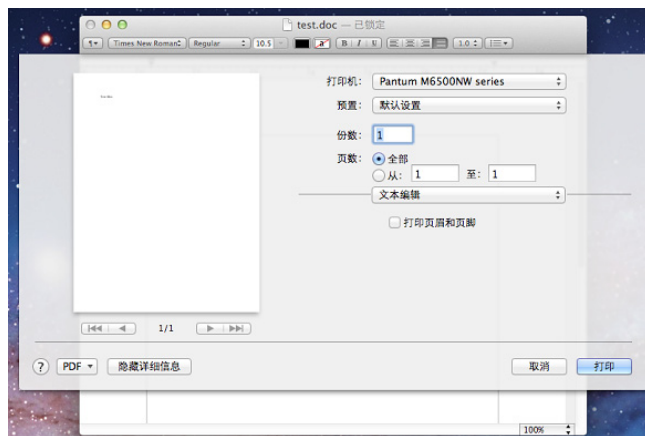 test.doc — 已锁定
Times New Roman Regular 10.5 a B I U 1.0
打印机: Pantum M6500NW series
预置: 默认设置
份数: 1
页数: 全部
从: 1 至: 1
文本编辑
打印页眉和页脚
1/1
? PDF 隐藏详细信息 取消 打印
100%